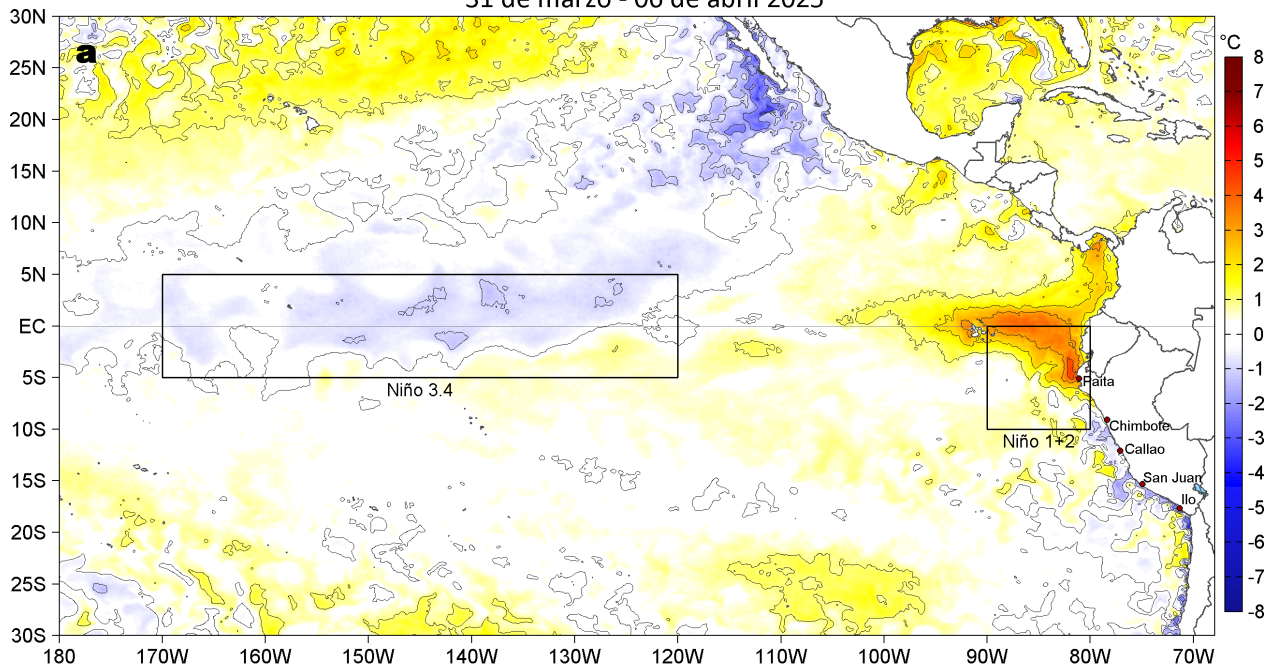 31 de marzo - 06 de abril 2025
a
°C
30N
25N
20N
15N
10N
5N
EC
5S
10S
15S
20S
25S
30S
180
170W
160W
150W
140W
130W
120W
110W
100W
90W
80W
70W
Niño 3.4
Niño 1+2
Paita
Chimbote
Callao
San Juan
Ilo
8
7
6
5
4
3
2
1
0
-1
-2
-3
-4
-5
-6
-7
-8